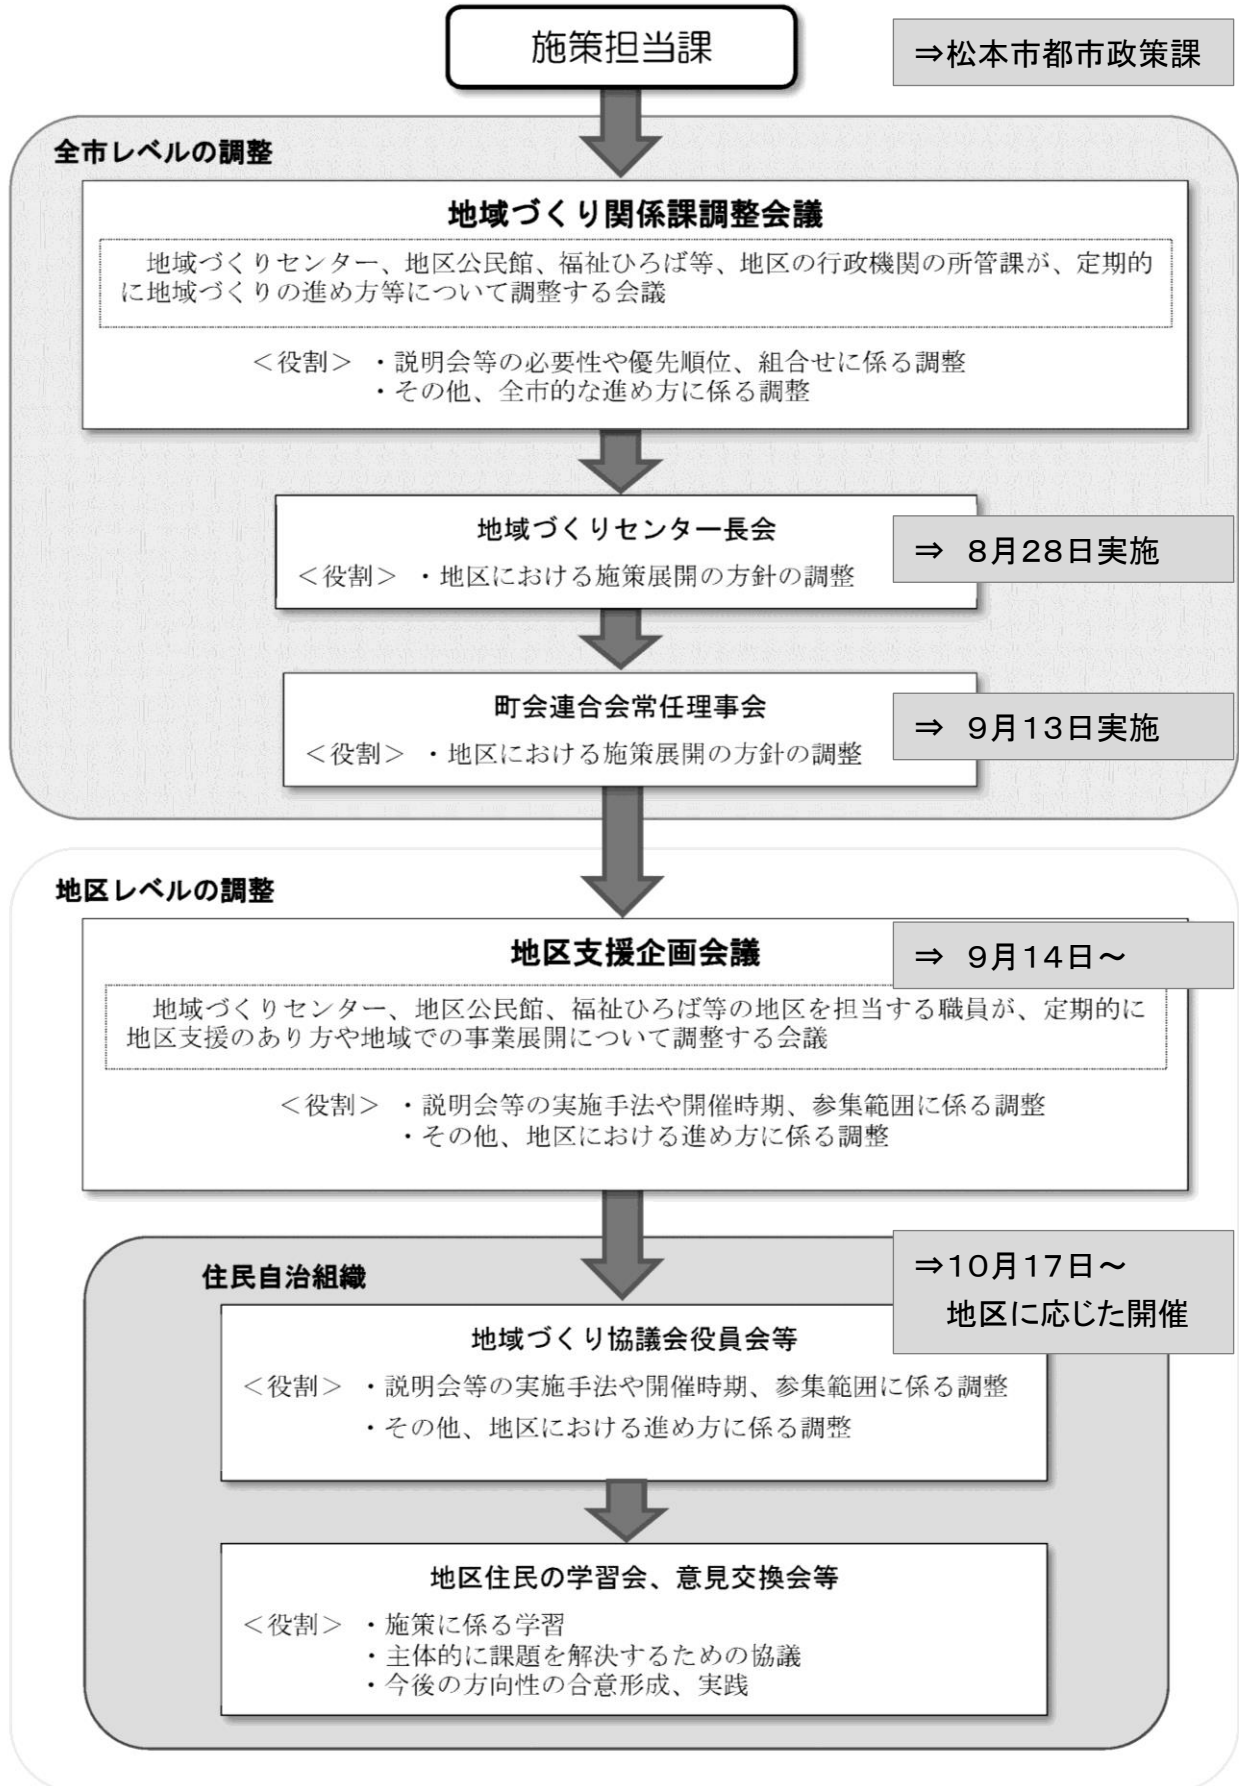 施策担当課
⇒松本市都市政策課
全市レベルの調整
地域づくり関係課調整会議
地域づくりセンター、地区公民館、福祉ひろば等、地区の行政機関の所管課が、定期的
に地域づくりの進め方等について調整する会議
＜役割＞ ・説明会等の必要性や優先順位、組合せに係る調整
・その他、全市的な進め方に係る調整
地域づくりセンター長会
⇒ 8月28日実施
＜役割＞ ・地区における施策展開の方針の調整
町会連合会常任理事会
⇒ 9月13日実施
＜役割＞ ・地区における施策展開の方針の調整
地区レベルの調整
地区支援企画会議
⇒ 9月14日～
地域づくりセンター、地区公民館、福祉ひろば等の地区を担当する職員が、定期的に
地区支援のあり方や地域での事業展開について調整する会議
＜役割＞ ・説明会等の実施手法や開催時期、参集範囲に係る調整
・その他、地区における進め方に係る調整
住民自治組織
⇒10月17日～
地区に応じた開催
地域づくり協議会役員会等
＜役割＞ ・説明会等の実施手法や開催時期、参集範囲に係る調整
・その他、地区における進め方に係る調整
地区住民の学習会、意見交換会等
＜役割＞ ・施策に係る学習
・主体的に課題を解決するための協議
・今後の方向性の合意形成、実践